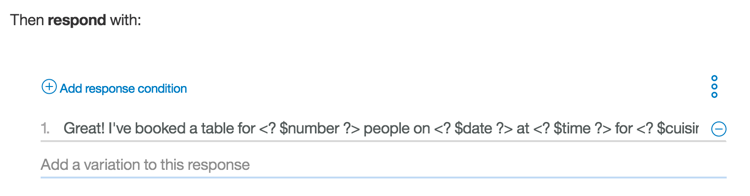 Then respond with:
Add response condition
1. Great! I've booked a table for <? $number ?> people on <? $date ?> at <? $time ?> for <? $cuisin
Add a variation to this response